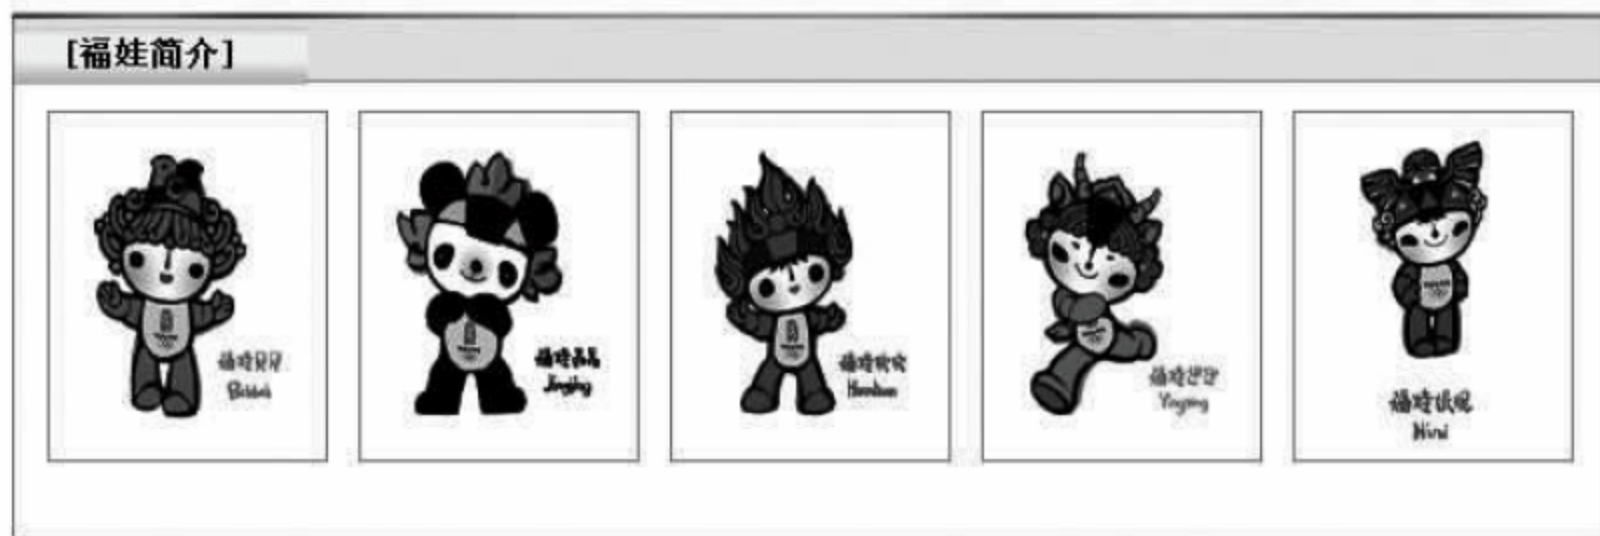 [福娃简介]
福娃贝贝
Beibei
福娃晶晶
Jingjing
福娃欢欢
Huanhuan
福娃迎迎
Yingying
福娃妮妮
Nini